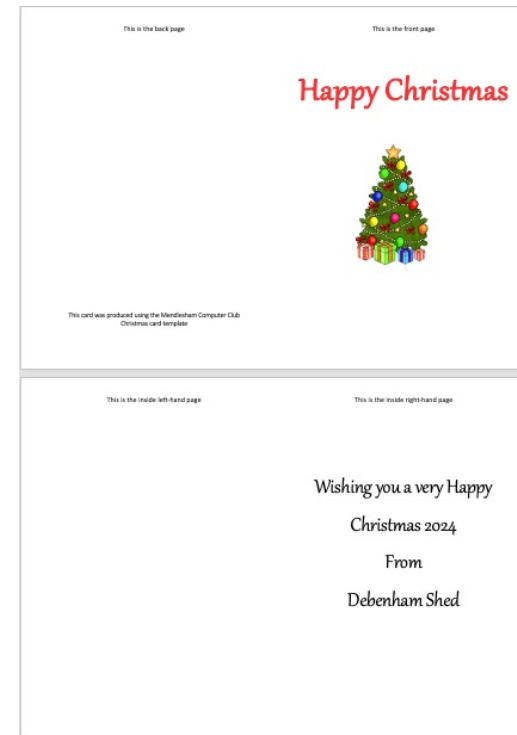 This is the back page
This is the front page
Happy Christmas
This card was produced using the Mendlesham Computer Club
Christmas card template
This is the inside left-hand page
This is the inside right-hand page
Wishing you a very Happy
Christmas 2024
From
Debenham Shed